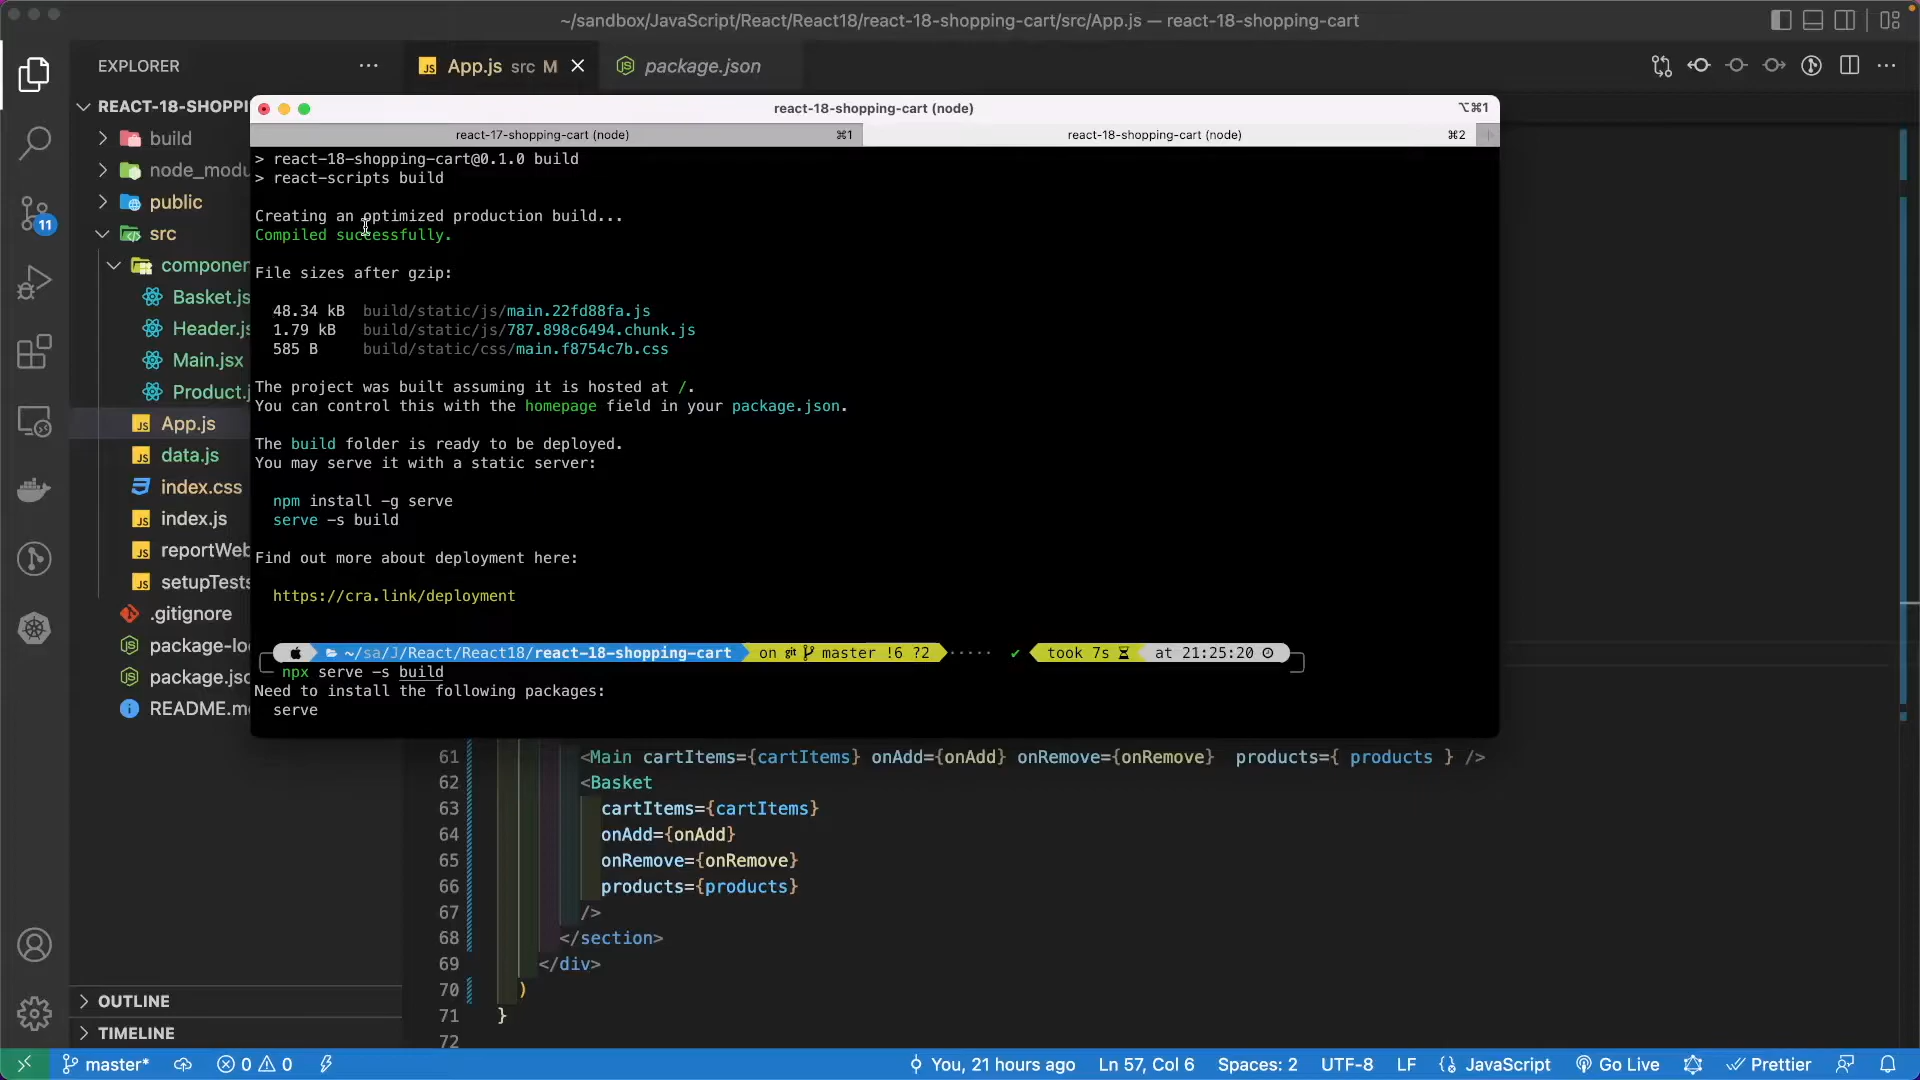 ~/sandbox/JavaScript/React/React18/react-18-shopping-cart/src/App.js — react-18-shopping-cart
EXPLORER
App.js src M
package.json
REACT-18-SHOPPI
build
node_modu
public
src
componen
Basket.js
Header.js
Main.jsx
Product.j
App.js
data.js
index.css
index.js
reportWeb
setupTests
.gitignore
package-loc
package.jso
README.m
OUTLINE
TIMELINE
11
react-18-shopping-cart (node)
⌥⌘1
react-17-shopping-cart (node) ⌘1
react-18-shopping-cart (node) ⌘2
> react-18-shopping-cart@0.1.0 build
> react-scripts build
Creating an optimized production build...
Compiled successfully.
File sizes after gzip:
48.34 kB build/static/js/main.22fd88fa.js
1.79 kB build/static/js/787.898c6494.chunk.js
585 B build/static/css/main.f8754c7b.css
The project was built assuming it is hosted at /.
You can control this with the homepage field in your package.json.
The build folder is ready to be deployed.
You may serve it with a static server:
npm install -g serve
serve -s build
Find out more about deployment here:
https://cra.link/deployment
~/sa/J/React/React18/react-18-shopping-cart on git master !6 ?2 ····· ✔ took 7s at 21:25:20
npx serve -s build
Need to install the following packages:
serve
61 <Main cartItems={cartItems} onAdd={onAdd} onRemove={onRemove} products={ products } />
62 <Basket
63 cartItems={cartItems}
64 onAdd={onAdd}
65 onRemove={onRemove}
66 products={products}
67 />
68 </section>
69 </div>
70 )
71 }
72
master* 0 0 You, 21 hours ago Ln 57, Col 6 Spaces: 2 UTF-8 LF {} JavaScript Go Live Prettier